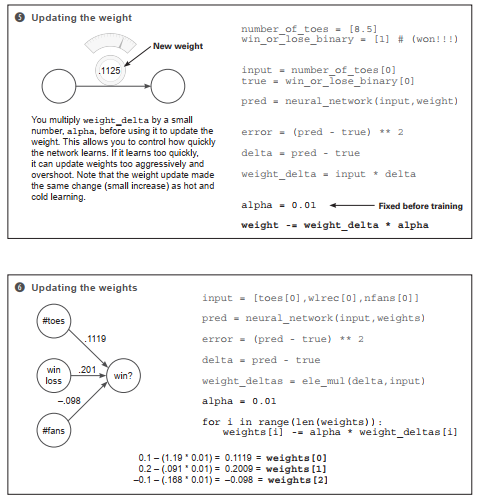 5 Updating the weight
New weight
.1125
You multiply weight_delta by a small
number, alpha, before using it to update the
weight. This allows you to control how quickly
the network learns. If it learns too quickly,
it can update weights too aggressively and
overshoot. Note that the weight update made
the same change (small increase) as hot and
cold learning.
number_of_toes = [8.5]
win_or_lose_binary = [1] # (won!!!)
input = number_of_toes[0]
true = win_or_lose_binary[0]
pred = neural_network(input,weight)
error = (pred - true) ** 2
delta = pred - true
weight_delta = input * delta
alpha = 0.01
Fixed before training
weight -= weight_delta * alpha
6 Updating the weights
#toes
.1119
win
loss
.201
win?
–.098
#fans
input = [toes[0],wlrec[0],nfans[0]]
pred = neural_network(input,weights)
error = (pred - true) ** 2
delta = pred - true
weight_deltas = ele_mul(delta,input)
alpha = 0.01
for i in range(len(weights)):
weights[i] -= alpha * weight_deltas[i]
0.1 – (1.19 * 0.01) = 0.1119 = weights[0]
0.2 – (.091 * 0.01) = 0.2009 = weights[1]
–0.1 – (.168 * 0.01) = –0.098 = weights[2]